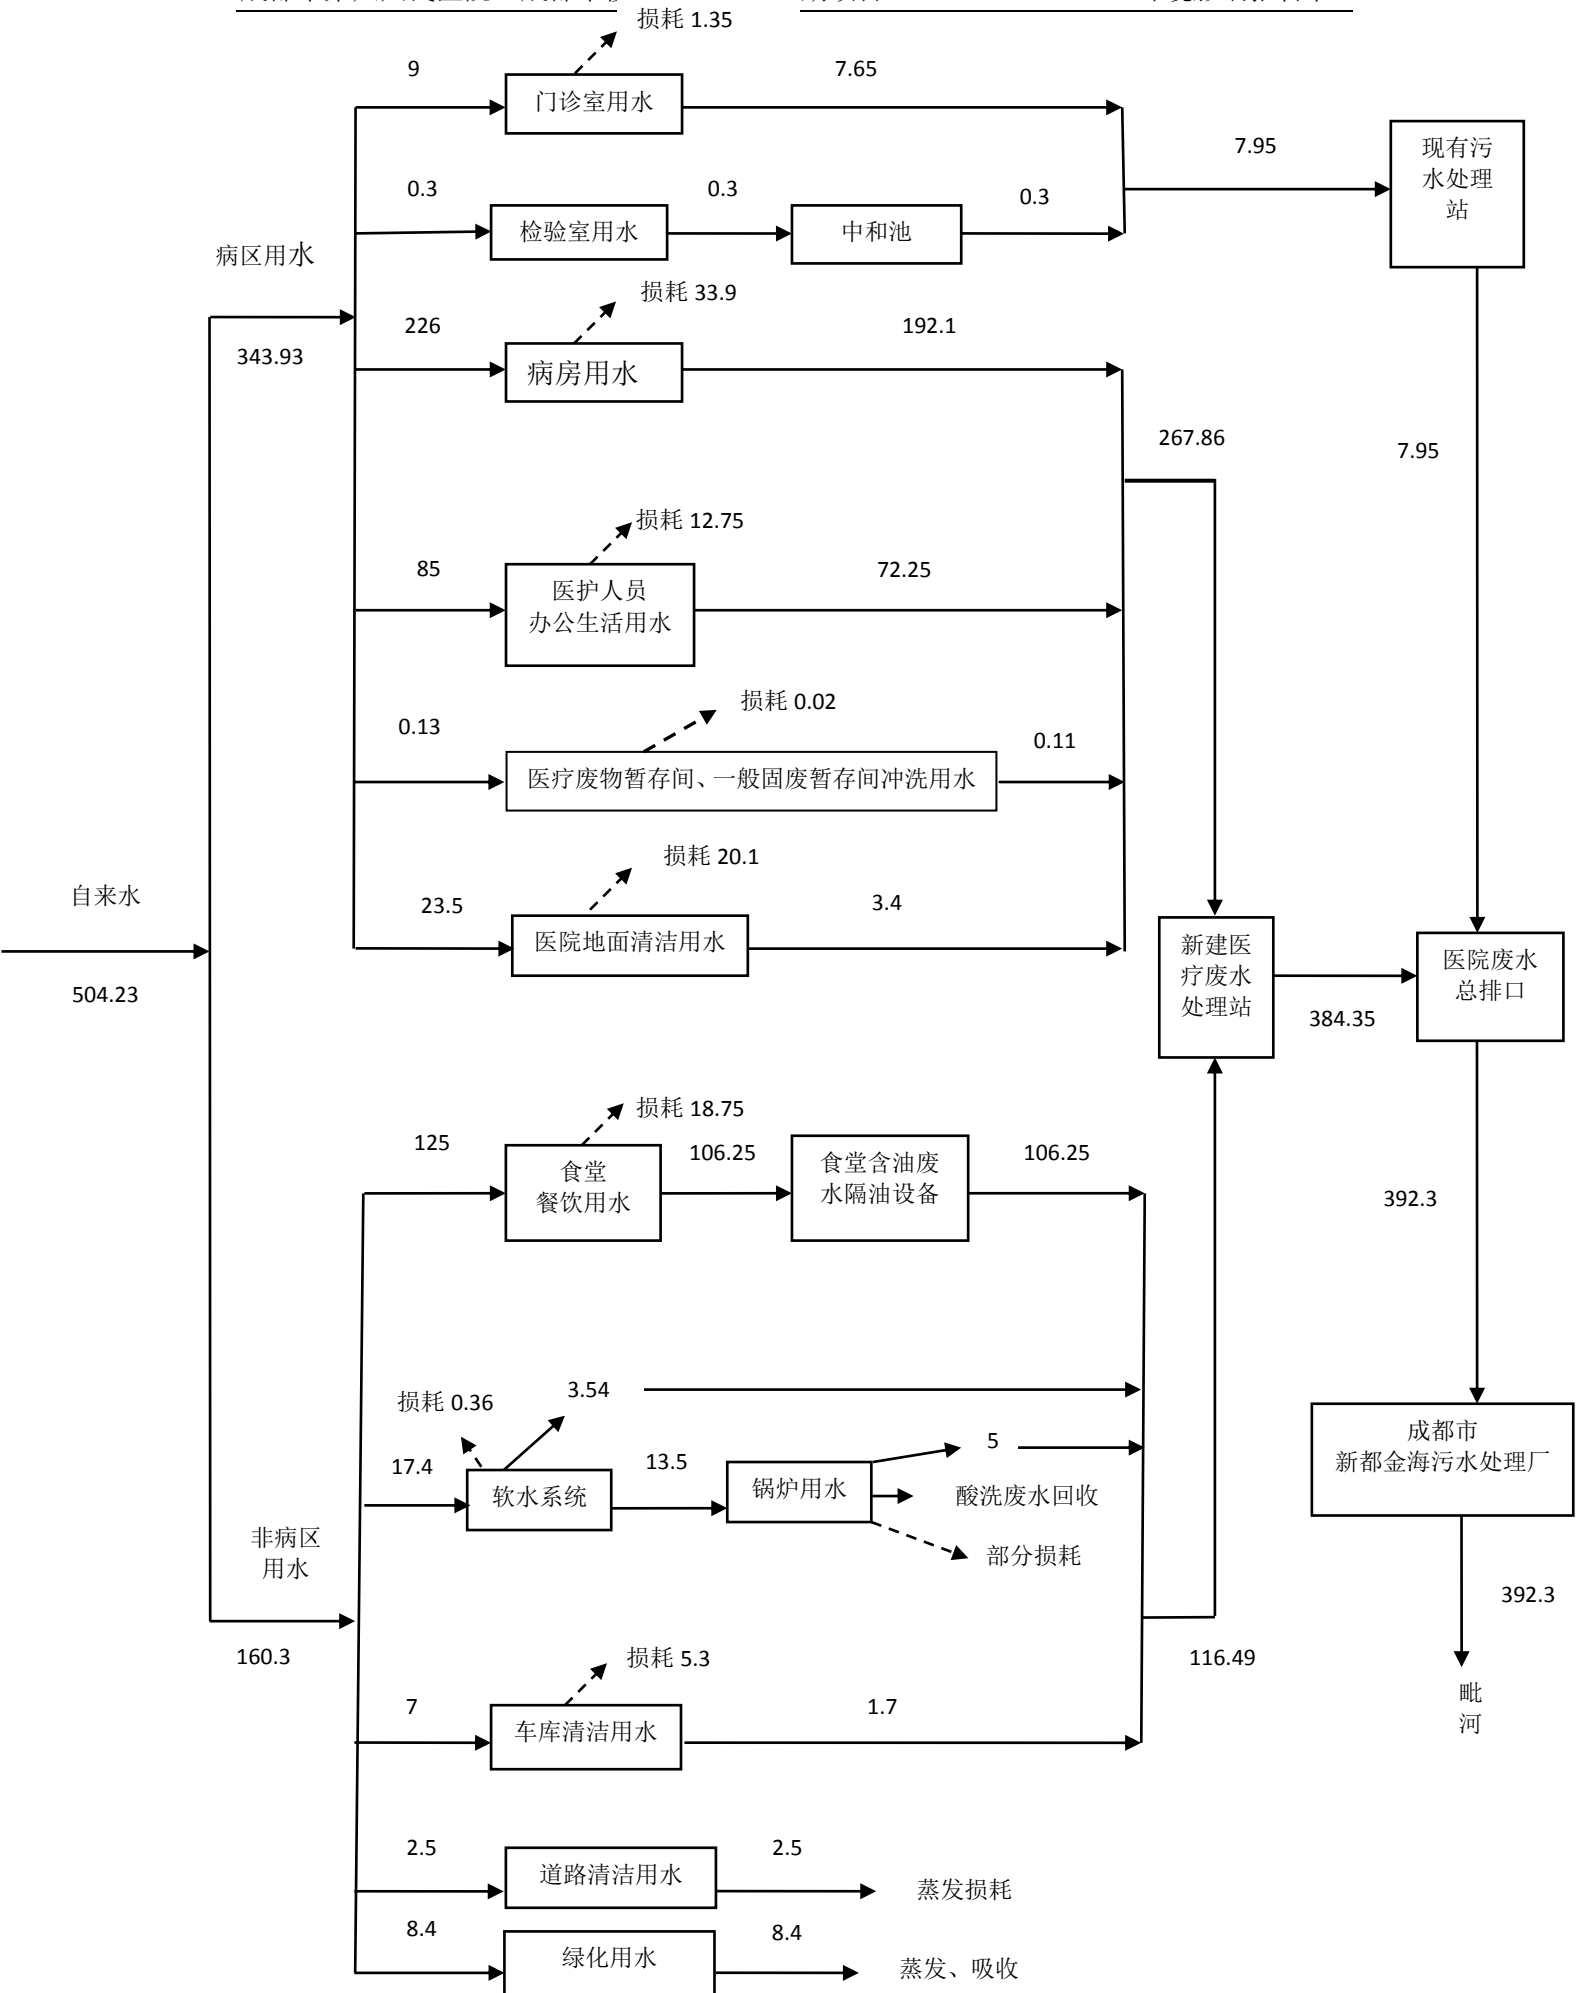 损耗 1.35
9
门诊室用水
7.65
7.95
现有污
水处理
站
0.3
检验室用水
0.3
中和池
0.3
病区用水
343.93
损耗 33.9
226
病房用水
192.1
267.86
7.95
损耗 12.75
85
医护人员
办公生活用水
72.25
损耗 0.02
0.13
医疗废物暂存间、一般固废暂存间冲洗用水
0.11
损耗 20.1
23.5
医院地面清洁用水
3.4
自来水
504.23
新建医
疗废水
处理站
384.35
医院废水
总排口
损耗 18.75
125
食堂
餐饮用水
106.25
食堂含油废
水隔油设备
106.25
392.3
损耗 0.36
3.54
17.4
软水系统
13.5
锅炉用水
5
酸洗废水回收
部分损耗
成都市
新都金海污水处理厂
非病区
用水
160.3
392.3
损耗 5.3
7
车库清洁用水
1.7
116.49
毗
河
2.5
道路清洁用水
2.5
蒸发损耗
8.4
绿化用水
8.4
蒸发、吸收